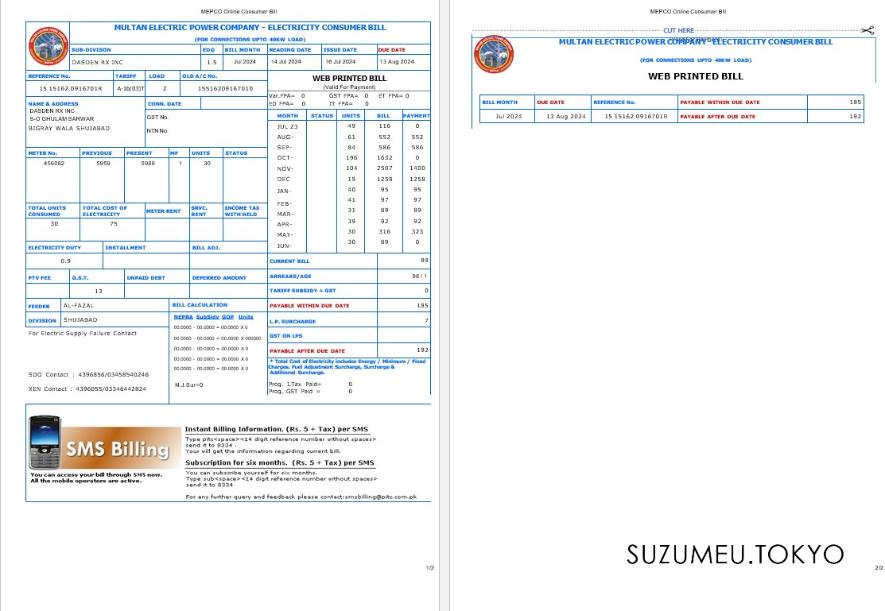 MEPCO Online Consumer Bill
MULTAN ELECTRIC POWER COMPANY - ELECTRICITY CONSUMER BILL
(FOR CONNECTIONS UPTO 40KW LOAD)
SUB-DIVISION EDQ BILL MONTH READING DATE ISSUE DATE DUE DATE
DASDEN RX INC 1.5 Jul 2024 14 Jul 2024 16 Jul 2024 13 Aug 2024
REFERENCE No. TARIFF LOAD OLD A/C No.
15 15162 0916701R A-1b(03)T 2 15516209167010
WEB PRINTED BILL
(Valid For Payment)
Var.FPA= 0 GST FPA= 0 ET FPA= 0
ED FPA= 0 IT FPA= 0
NAME & ADDRESS CONN. DATE
DASDEN RX INC
S-O GHULAM SARWAR
BIGRAY WALA SHUJABAD
GST No.
NTN No.
MONTH STATUS UNITS BILL PAYMENT
JUL 23 49 116 0
AUG- 61 552 552
SEP- 84 586 586
OCT- 196 1632 0
NOV- 104 2507 1400
DEC 19 1258 1258
JAN- 40 95 95
FEB- 41 97 97
MAR- 31 89 89
APR- 39 92 92
MAY- 30 316 323
JUN- 30 89 0
METER No. PREVIOUS PRESENT MF UNITS STATUS
5959 5989 1 30
TOTAL UNITS CONSUMED TOTAL COST OF ELECTRICITY METER RENT SRVC. RENT INCOME TAX WITH HELD
30 75
ELECTRICITY DUTY INSTALLMENT BILL ADJ.
0.9
PTV FEE G.S.T. UNPAID DEBT DEFERRED AMOUNT
13
CURRENT BILL 89
ARREARS/AGE 96 / 1
TARIFF SUBSIDY + GST 0
PAYABLE WITHIN DUE DATE 185
L.P. SURCHARGE 7
GST ON LPS
PAYABLE AFTER DUE DATE 192
* Total Cost of Electricity includes Energy / Minimum / Fixed
Charges, Fuel Adjustment Surcharge, Surcharge &
Additional Surcharge.
Prog. I.Tax Paid= 0
Prog. GST Paid = 0
FEEDER AL-FAZAL
DIVISION SHUJABAD
For Electric Supply Failure Contact
SDO Contact : 4396856/03458540246
XEN Contact : 4396055/03346442824
BILL CALCULATION
NEPRA Subsidy GOP Units
00.0000 - 00.0000 = 00.0000 X 0
00.0000 - 00.0000 = 00.0000 X 000000
00.0000 - 00.0000 = 00.0000 X 0
00.0000 - 00.0000 = 00.0000 X 0
00.0000 - 00.0000 = 00.0000 X 0
N.J.Sur=0
SMS Billing
You can access your bill through SMS now.
All the mobile operators are active.
Instant Billing Information. (Rs. 5 + Tax) per SMS
Type pitc<space><14 digit reference number without spaces>
send it to 8334 .
Your will get the information regarding current bill.
Subscription for six months. (Rs. 5 + Tax) per SMS
You can subscribe yourself for six months.
Type sub<space><14 digit reference number without spaces>
send it to 8334
For any further query and feedback please contact:smsbilling@pitc.com.pk
1/2
MEPCO Online Consumer Bill
CUT HERE
MULTAN ELECTRIC POWER COMPANY - ELECTRICITY CONSUMER BILL
(FOR CONNECTIONS UPTO 40KW LOAD)
WEB PRINTED BILL
BILL MONTH DUE DATE REFERENCE No. PAYABLE WITHIN DUE DATE 185
Jul 2024 13 Aug 2024 15 15162 0916701R PAYABLE AFTER DUE DATE 192
SUZUMEU.TOKYO
2/2